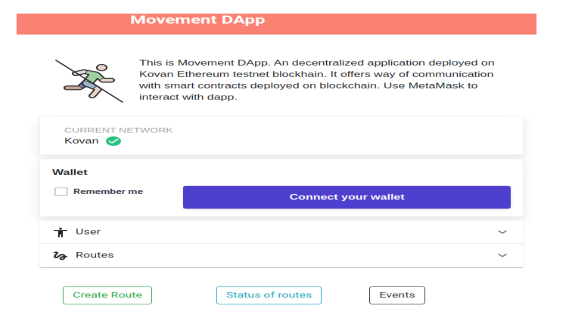 Movement DApp
This is Movement DApp. An decentralized application deployed on
Kovan Ethereum testnet blockhain. It offers way of communication
with smart contracts deployed on blockchain. Use MetaMask to
interact with dapp.
CURRENT NETWORK
Kovan
Wallet
Remember me
Connect your wallet
User
Routes
Create Route
Status of routes
Events